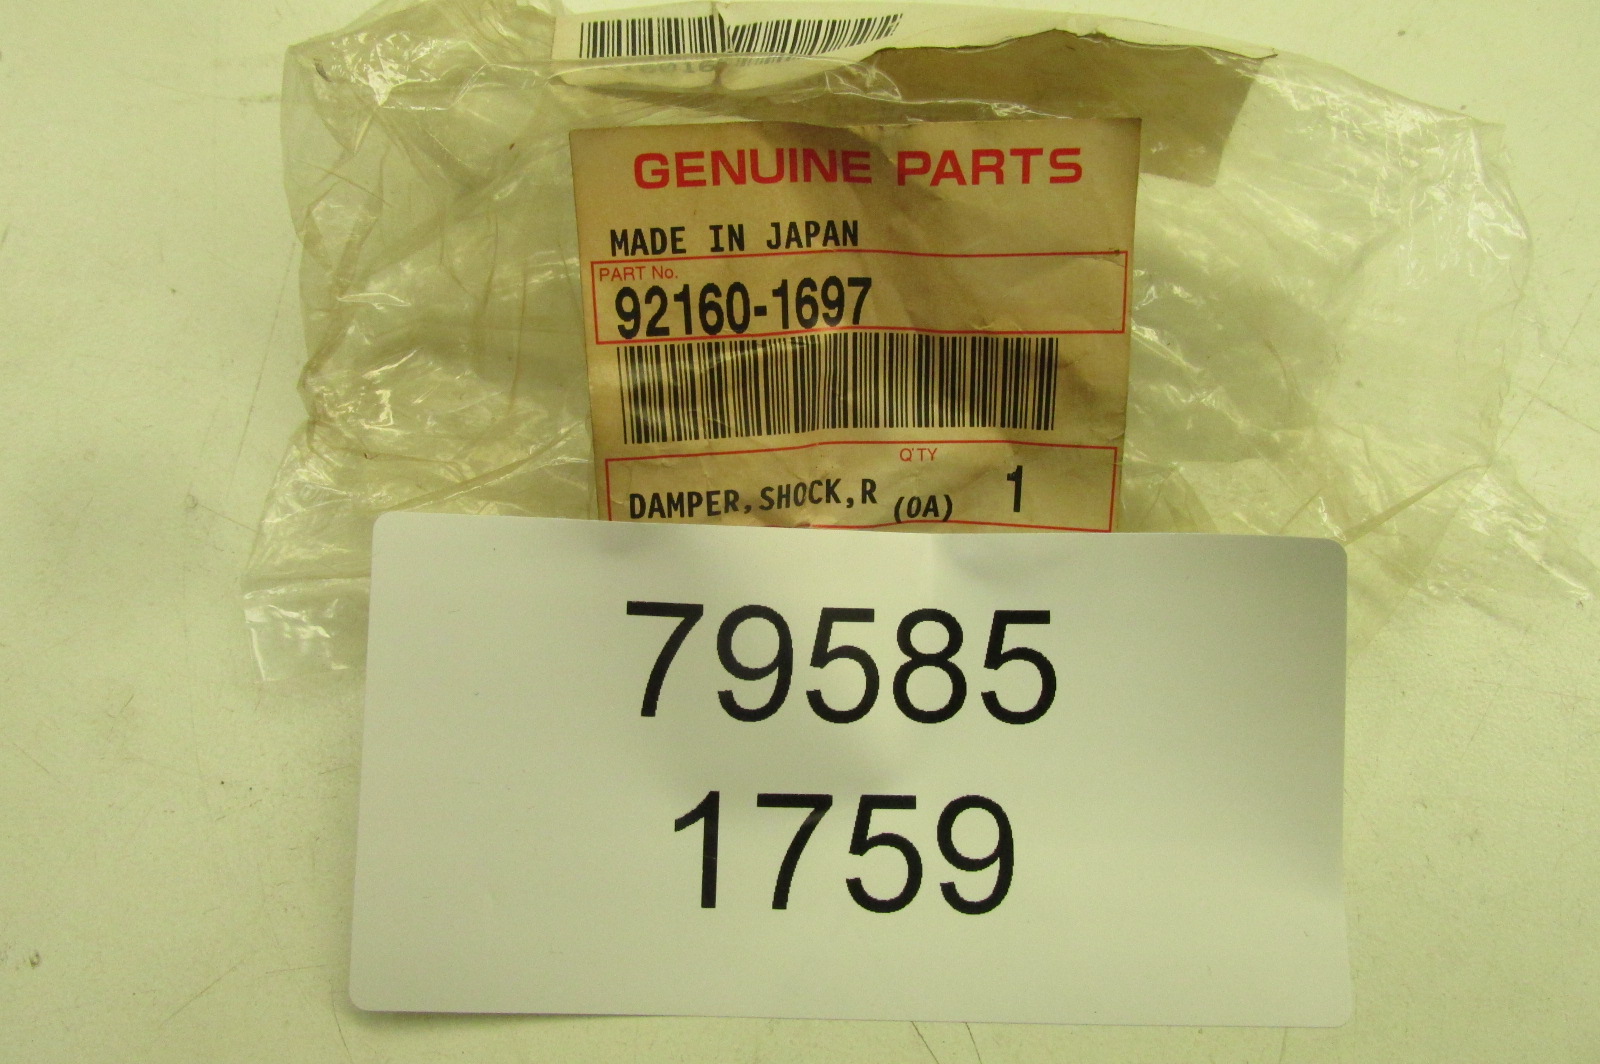 GENUINE PARTS
MADE IN JAPAN
PART No.
92160-1697
Q'TY
DAMPER,SHOCK,R (0A) 1
79585
1759